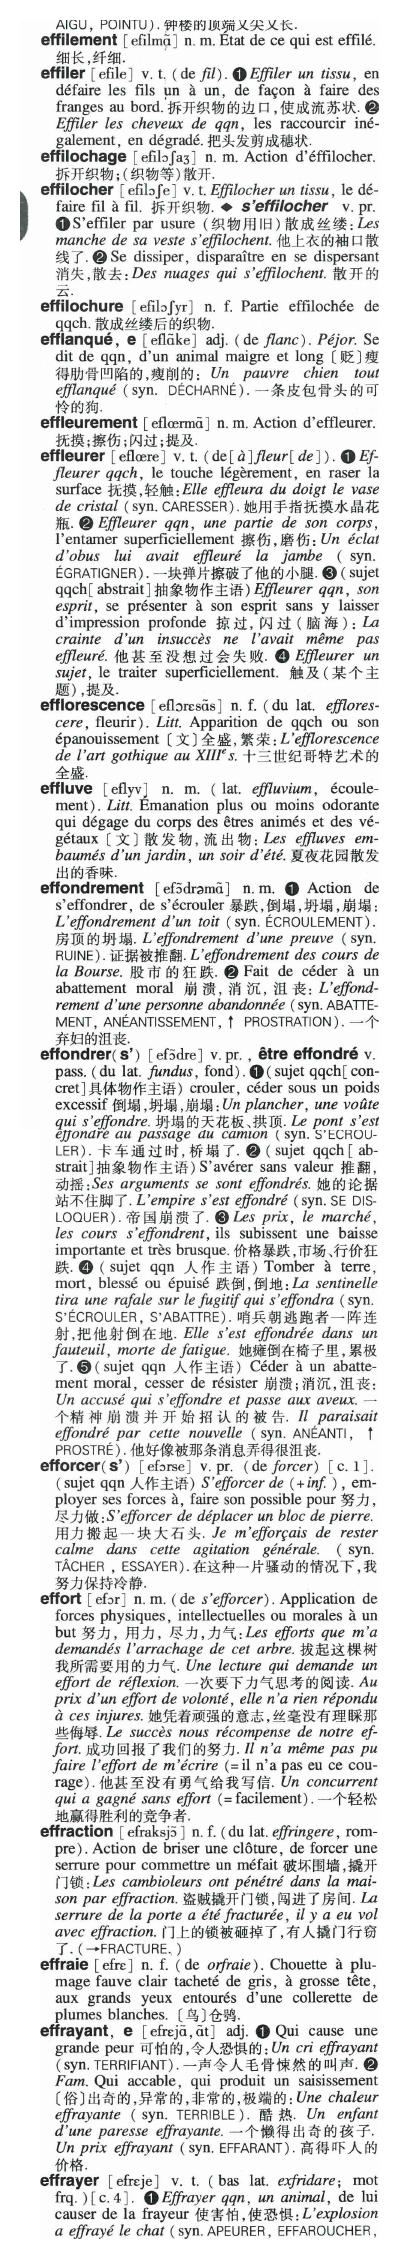 AIGU, POINTU). 钟楼的顶端又尖又长.
effilement [efilmɑ̃] n. m. État de ce qui est effilé.
细长,纤细.
effiler [efile] v. t. (de fil). ❶ Effiler un tissu, en
défaire les fils un à un, de façon à faire des
franges au bord. 拆开织物的边口,使成流苏状. ❷
Effiler les cheveux de qqn, les raccourcir iné-
galement, en dégradé. 把头发剪成穗状.
effilochage [efilɔʃaʒ] n. m. Action d'éffilocher.
拆开织物;(织物等)散开.
effilocher [efilɔʃe] v. t. Effilocher un tissu, le dé-
faire fil à fil. 拆开织物. ◆ s'effilocher v. pr.
❶ S'effiler par usure (织物用旧) 散成丝缕: Les
manche de sa veste s'effilochent. 他上衣的袖口散
线了. ❷ Se dissiper, disparaître en se dispersant
消失,散去: Des nuages qui s'effilochent. 散开的
云.
effilochure [efilɔʃyr] n. f. Partie effilochée de
qqch. 散成丝缕后的织物.
efflanqué, e [eflɑ̃ke] adj. (de flanc). Péjor. Se
dit de qqn, d'un animal maigre et long 〔贬〕瘦
得肋骨凹陷的,瘦削的: Un pauvre chien tout
efflanqué (syn. DÉCHARNÉ). 一条皮包骨头的可
怜的狗.
effleurement [eflœrmɑ̃] n. m. Action d'effleurer.
抚摸;擦伤;闪过;提及.
effleurer [eflœre] v. t. (de[à]fleur[de]). ❶ Ef-
fleurer qqch, le touche légèrement, en raser la
surface 抚摸,轻触: Elle effleura du doigt le vase
de cristal (syn. CARESSER). 她用手指抚摸水晶花
瓶. ❷ Effleurer qqn, une partie de son corps,
l'entamer superficiellement 擦伤,磨伤: Un éclat
d'obus lui avait effleuré la jambe (syn.
ÉGRATIGNER). 一块弹片擦破了他的小腿. ❸ (sujet
qqch[abstrait]抽象物作主语) Effleurer qqn, son
esprit, se présenter à son esprit sans y laisser
d'impression profonde 掠过,闪过(脑海): La
crainte d'un insuccès ne l'avait même pas
effleuré. 他甚至没想过会失败. ❹ Effleurer un
sujet, le traiter superficiellement. 触及(某个主
题),提及.
efflorescence [eflɔrɛsɑ̃s] n. f. (du lat. efflores-
cere, fleurir). Litt. Apparition de qqch ou son
épanouissement 〔文〕全盛,繁荣: L'efflorescence
de l'art gothique au XIIIᵉ s. 十三世纪哥特艺术的
全盛.
effluve [eflyv] n. m. (lat. effluvium, écoule-
ment). Litt. Émanation plus ou moins odorante
qui dégage du corps des êtres animés et des vé-
gétaux 〔文〕散发物,流出物: Les effluves em-
baumés d'un jardin, un soir d'été. 夏夜花园散发
出的香味.
effondrement [efɔ̃drəmɑ̃] n. m. ❶ Action de
s'effondrer, de s'écrouler 暴跌,倒塌,坍塌,崩塌:
L'effondrement d'un toit (syn. ÉCROULEMENT).
房顶的坍塌. L'effondrement d'une preuve (syn.
RUINE). 证据被推翻. L'effondrement des cours de
la Bourse. 股市的狂跌. ❷ Fait de céder à un
abattement moral 崩溃,消沉,沮丧: L'effond-
rement d'une personne abandonnée (syn. ABATTE-
MENT, ANÉANTISSEMENT, ↑ PROSTRATION). 一个
弃妇的沮丧.
effondrer(s') [efɔ̃dre] v. pr., être effondré v.
pass. (du lat. fundus, fond). ❶ (sujet qqch[con-
cret]具体物作主语) crouler, céder sous un poids
excessif 倒塌,坍塌,崩塌: Un plancher, une voûte
qui s'effondre. 坍塌的天花板、拱顶. Le pont s'est
effondré au passage du camion (syn. S'ÉCROU-
LER). 卡车通过时,桥塌了. ❷ (sujet qqch[ab-
strait]抽象物作主语) S'avérer sans valeur 推翻,
动摇: Ses arguments se sont effondrés. 她的论据
站不住脚了. L'empire s'est effondré (syn. SE DIS-
LOQUER). 帝国崩溃了. ❸ Les prix, le marché,
les cours s'effondrent, ils subissent une baisse
importante et très brusque. 价格暴跌,市场、行价狂
跌. ❹ (sujet qqn 人作主语) Tomber à terre,
mort, blessé ou épuisé 跌倒,倒地: La sentinelle
tira une rafale sur le fugitif qui s'effondra (syn.
S'ÉCROULER, S'ABATTRE). 哨兵朝逃跑者一阵连
射,把他射倒在地. Elle s'est effondrée dans un
fauteuil, morte de fatigue. 她瘫倒在椅子里,累极
了. ❺ (sujet qqn 人作主语) Céder à un abatte-
ment moral, cesser de résister 崩溃;消沉,沮丧:
Un accusé qui s'effondre et passe aux aveux. 一
个精神崩溃并开始招认的被告. Il paraisait
effondré par cette nouvelle (syn. ANÉANTI, ↑
PROSTRÉ). 他好像被那条消息弄得很沮丧.
efforcer(s') [efɔrse] v. pr. (de forcer) [c. 1].
(sujet qqn 人作主语) S'efforcer de (+inf.), em-
ployer ses forces à, faire son possible pour 努力,
尽力做: S'efforcer de déplacer un bloc de pierre.
用力搬起一块大石头. Je m'efforçais de rester
calme dans cette agitation générale. (syn.
TÂCHER, ESSAYER). 在这种一片骚动的情况下,我
努力保持冷静.
effort [efɔr] n. m. (de s'efforcer). Application de
forces physiques, intellectuelles ou morales à un
but 努力,用力,尽力,力气: Les efforts que m'a
demandés l'arrachage de cet arbre. 拔起这棵树
我所需要用的力气. Une lecture qui demande un
effort de réflexion. 一次要下力气思考的阅读. Au
prix d'un effort de volonté, elle n'a rien répondu
à ces injures. 她凭着顽强的意志,丝毫没有理睬那
些侮辱. Le succès nous récompense de notre ef-
fort. 成功回报了我们的努力. Il n'a même pas pu
faire l'effort de m'écrire (=il n'a pas eu ce cou-
rage). 他甚至没有勇气给我写信. Un concurrent
qui a gagné sans effort (=facilement). 一个轻松
地赢得胜利的竞争者.
effraction [efraksjɔ̃] n. f. (du lat. effringere, rom-
pre). Action de briser une clôture, de forcer une
serrure pour commettre un méfait 破坏围墙,撬开
门锁: Les cambioleurs ont pénétré dans la mai-
son par effraction. 盗贼撬开门锁,闯进了房间. La
serrure de la porte a été fracturée, il y a eu vol
avec effraction. 门上的锁被砸掉了,有人撬门行窃
了. (→FRACTURE.)
effraie [efrɛ] n. f. (de orfraie). Chouette à plu-
mage fauve clair tacheté de gris, à grosse tête,
aux grands yeux entourés d'une collerette de
plumes blanches. 〔鸟〕仓鸮.
effrayant, e [efrɛjɑ̃, ɑ̃t] adj. ❶ Qui cause une
grande peur 可怕的,令人恐惧的: Un cri effrayant
(syn. TERRIFIANT). 一声令人毛骨悚然的叫声. ❷
Fam. Qui accable, qui produit un saisissement
〔俗〕出奇的,异常的,非常的,极端的: Une chaleur
effrayante (syn. TERRIBLE). 酷热. Un enfant
d'une paresse effrayante. 一个懒得出奇的孩子.
Un prix effrayant (syn. EFFARANT). 高得吓人的
价格.
effrayer [efrɛje] v. t. (bas lat. exfridare; mot
frq.)[c. 4]. ❶ Effrayer qqn, un animal, de lui
causer de la frayeur 使害怕,使恐惧: L'explosion
a effrayé le chat (syn. APEURER, EFFAROUCHER,